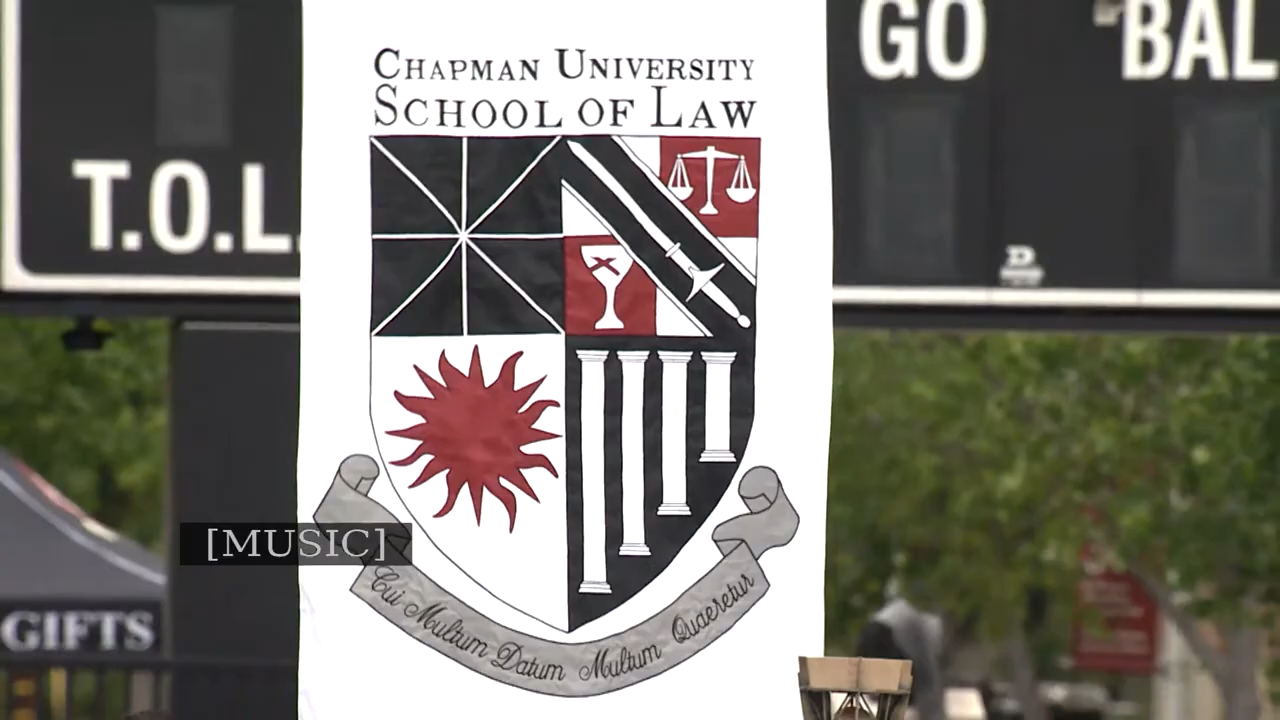 GO
BAL
T.O.L.
CHAPMAN UNIVERSITY
SCHOOL OF LAW
[MUSIC]
GIFTS
Cui Multum Datum Multum Quaeretur